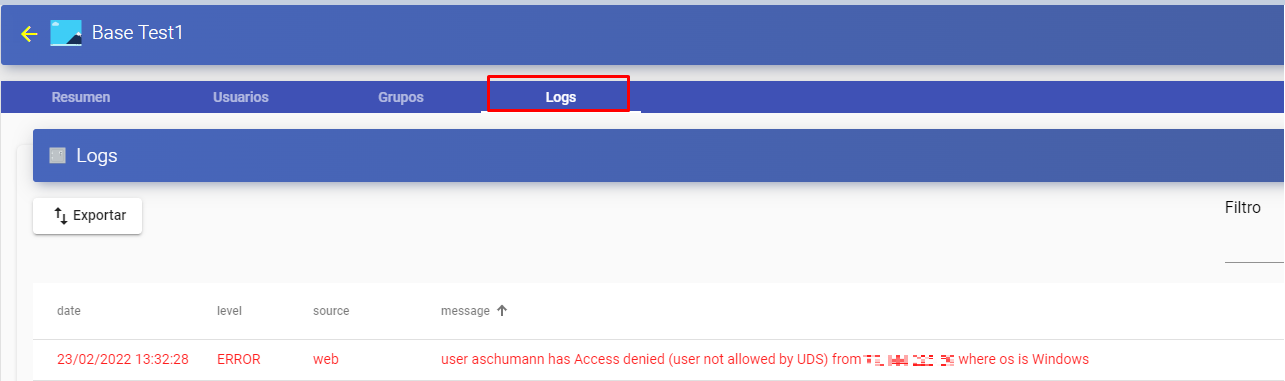 Base Test1
Resumen Usuarios Grupos Logs
Logs
Exportar
Filtro
date level source message
23/02/2022 13:32:28 ERROR web user aschumann has Access denied (user not allowed by UDS) from where os is Windows